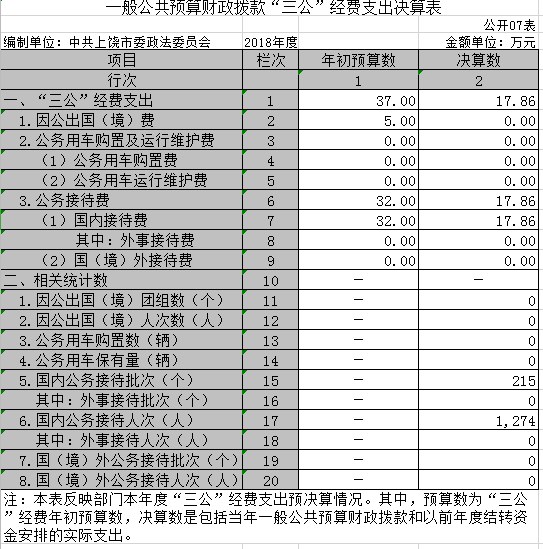 一般公共预算财政拨款“三公”经费支出决算表
公开07表
编制单位：中共上饶市委政法委员会 2018年度 金额单位：万元
项目 栏次 年初预算数 决算数
行次 1 2
一、“三公”经费支出 1 37.00 17.86
1.因公出国（境）费 2 5.00 0.00
2.公务用车购置及运行维护费 3 0.00 0.00
（1）公务用车购置费 4 0.00 0.00
（2）公务用车运行维护费 5 0.00 0.00
3.公务接待费 6 32.00 17.86
（1）国内接待费 7 32.00 17.86
其中：外事接待费 8 0.00 0.00
（2）国（境）外接待费 9 0.00 0.00
二、相关统计数 10 — —
1.因公出国（境）团组数（个） 11 — 0
2.因公出国（境）人次数（人） 12 — 0
3.公务用车购置数（辆） 13 — 0
4.公务用车保有量（辆） 14 — 0
5.国内公务接待批次（个） 15 — 215
其中：外事接待批次（个） 16 — 0
6.国内公务接待人次（人） 17 — 1,274
其中：外事接待人次（人） 18 — 0
7.国（境）外公务接待批次（个） 19 — 0
8.国（境）外公务接待人次（人） 20 — 0
注：本表反映部门本年度“三公”经费支出预决算情况。其中，预算数为“三公
”经费年初预算数，决算数是包括当年一般公共预算财政拨款和以前年度结转资
金安排的实际支出。